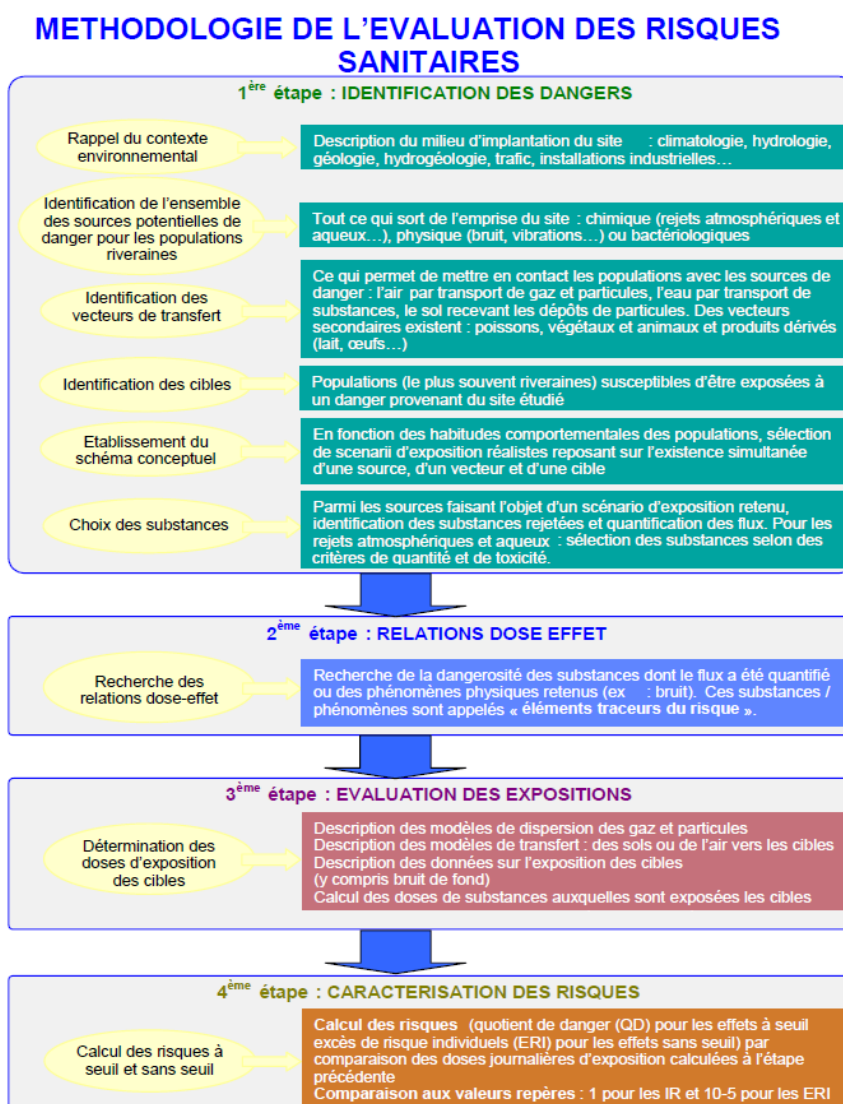 METHODOLOGIE DE L'EVALUATION DES RISQUES
SANITAIRES
1ère étape : IDENTIFICATION DES DANGERS
Rappel du contexte
environnemental
Description du milieu d'implantation du site : climatologie, hydrologie,
géologie, hydrogéologie, trafic, installations industrielles…
Identification de l'ensemble
des sources potentielles de
danger pour les populations
riveraines
Tout ce qui sort de l'emprise du site : chimique (rejets atmosphériques et
aqueux…), physique (bruit, vibrations…) ou bactériologiques
Identification des
vecteurs de transfert
Ce qui permet de mettre en contact les populations avec les sources de
danger : l'air par transport de gaz et particules, l'eau par transport de
substances, le sol recevant les dépôts de particules. Des vecteurs
secondaires existent : poissons, végétaux et animaux et produits dérivés
(lait, œufs…)
Identification des cibles
Populations (le plus souvent riveraines) susceptibles d'être exposées à
un danger provenant du site étudié
Etablissement du
schéma conceptuel
En fonction des habitudes comportementales des populations, sélection
de scenarii d'exposition réalistes reposant sur l'existence simultanée
d'une source, d'un vecteur et d'une cible
Choix des substances
Parmi les sources faisant l'objet d'un scénario d'exposition retenu,
identification des substances rejetées et quantification des flux. Pour les
rejets atmosphériques et aqueux : sélection des substances selon des
critères de quantité et de toxicité.
2ème étape : RELATIONS DOSE EFFET
Recherche des
relations dose-effet
Recherche de la dangerosité des substances dont le flux a été quantifié
ou des phénomènes physiques retenus (ex : bruit). Ces substances /
phénomènes sont appelés « éléments traceurs du risque ».
3ème étape : EVALUATION DES EXPOSITIONS
Détermination des
doses d'exposition
des cibles
Description des modèles de dispersion des gaz et particules
Description des modèles de transfert : des sols ou de l'air vers les cibles
Description des données sur l'exposition des cibles
(y compris bruit de fond)
Calcul des doses de substances auxquelles sont exposées les cibles
4ème étape : CARACTERISATION DES RISQUES
Calcul des risques à
seuil et sans seuil
Calcul des risques (quotient de danger (QD) pour les effets à seuil
excès de risque individuels (ERI) pour les effets sans seuil) par
comparaison des doses journalières d'exposition calculées à l'étape
précédente
Comparaison aux valeurs repères : 1 pour les IR et 10-5 pour les ERI